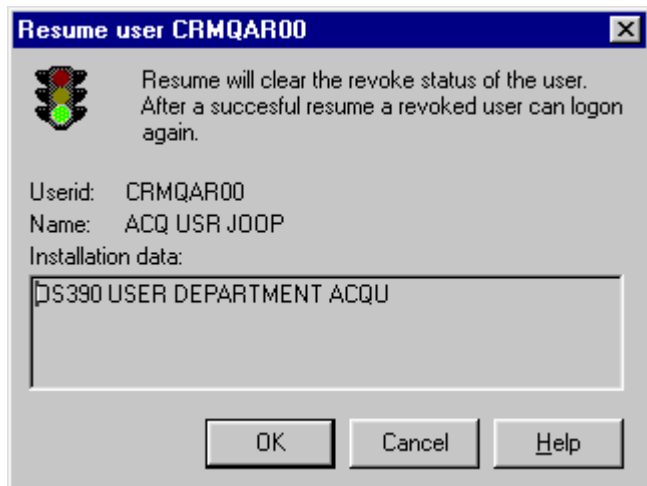 Resume user CRMQAR00
Resume will clear the revoke status of the user.
After a succesful resume a revoked user can logon
again.
Userid: CRMQAR00
Name: ACQ USR JOOP
Installation data:
OS390 USER DEPARTMENT ACQU
OK Cancel Help